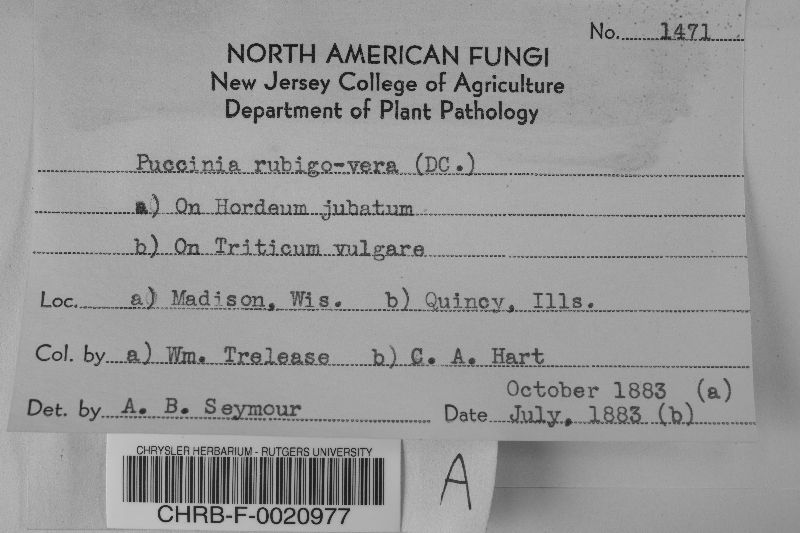 No. 1471
NORTH AMERICAN FUNGI
New Jersey College of Agriculture
Department of Plant Pathology
Puccinia rubigo-vera (DC.)
a) On Hordeum jubatum
b) On Triticum vulgare
Loc. a) Madison, Wis. b) Quincy, Ills.
Col. by a) Wm. Trelease b) C. A. Hart
October 1883 (a)
Det. by A. B. Seymour Date July, 1883 (b)
CHRYSLER HERBARIUM - RUTGERS UNIVERSITY
A
CHRB-F-0020977